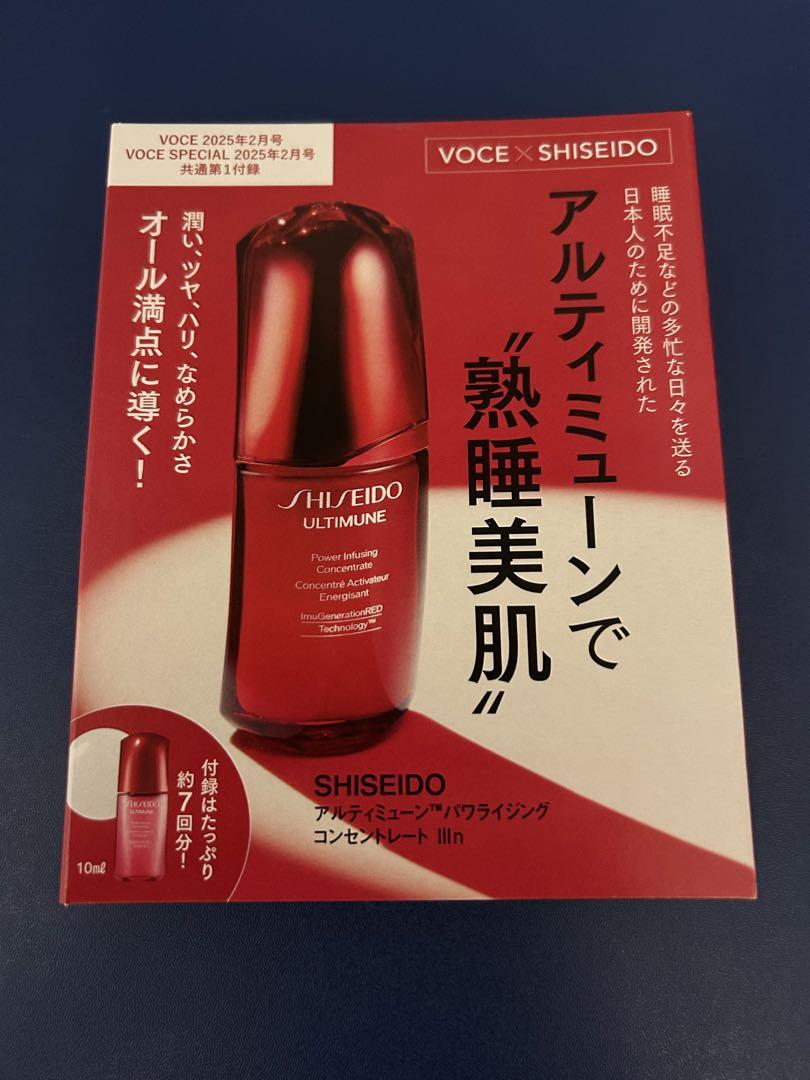 VOCE 2025年2月号
VOCE SPECIAL 2025年2月号
共通第1付録
VOCE×SHISEIDO
睡眠不足などの多忙な日々を送る
日本人のために開発された
アルティミューンで
“熟睡美肌”
潤い、ツヤ、ハリ、なめらかさ
オール満点に導く！
SHISEIDO
ULTIMUNE
Power Infusing
Concentrate
Concentré Activateur
Energisant
ImuGenerationRED
Technology™
SHISEIDO
アルティミューン™パワライジング
コンセントレート Ⅲn
付録はたっぷり
約7回分！
SHISEIDO
ULTIMUNE
10㎖